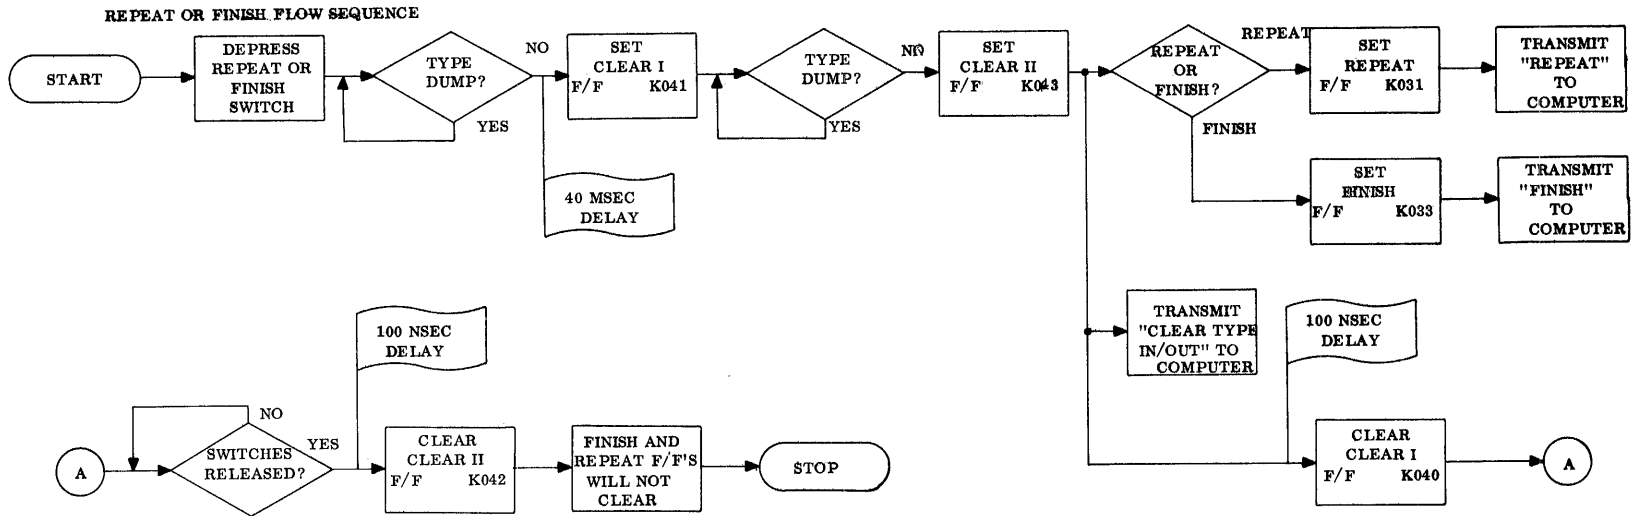 REPEAT OR FINISH FLOW SEQUENCE
START
DEPRESS
REPEAT OR
FINISH
SWITCH
TYPE
DUMP?
NO
YES
40 MSEC
DELAY
SET
CLEAR I
F/F K041
TYPE
DUMP?
NO
YES
SET
CLEAR II
F/F K043
REPEAT
OR
FINISH?
REPEAT
FINISH
SET
REPEAT
F/F K031
TRANSMIT
"REPEAT"
TO
COMPUTER
SET
FINISH
F/F K033
TRANSMIT
"FINISH"
TO
COMPUTER
TRANSMIT
"CLEAR TYPE
IN/OUT" TO
COMPUTER
100 NSEC
DELAY
CLEAR
CLEAR I
F/F K040
A
A
SWITCHES
RELEASED?
NO
YES
100 NSEC
DELAY
CLEAR
CLEAR II
F/F K042
FINISH AND
REPEAT F/F'S
WILL NOT
CLEAR
STOP